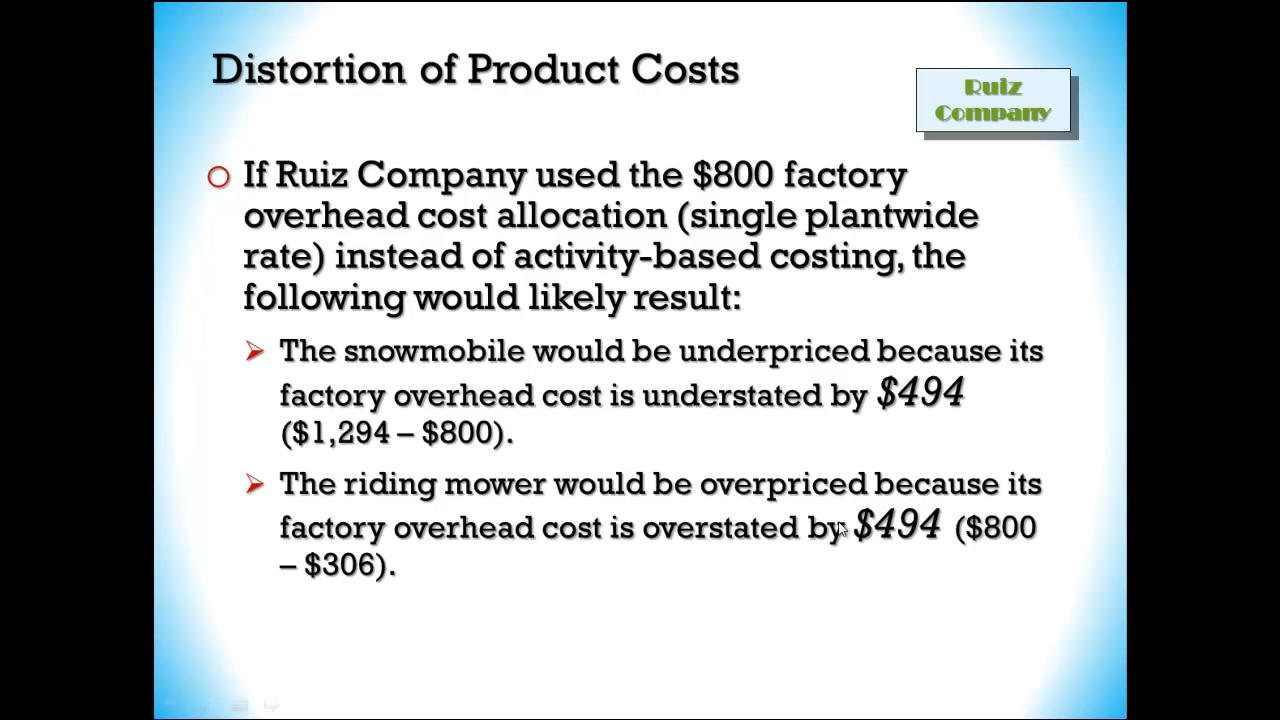 Distortion of Product Costs
Ruiz
Company
If Ruiz Company used the $800 factory
overhead cost allocation (single plantwide
rate) instead of activity-based costing, the
following would likely result:
The snowmobile would be underpriced because its
factory overhead cost is understated by $494
($1,294 – $800).
The riding mower would be overpriced because its
factory overhead cost is overstated by $494 ($800
– $306).